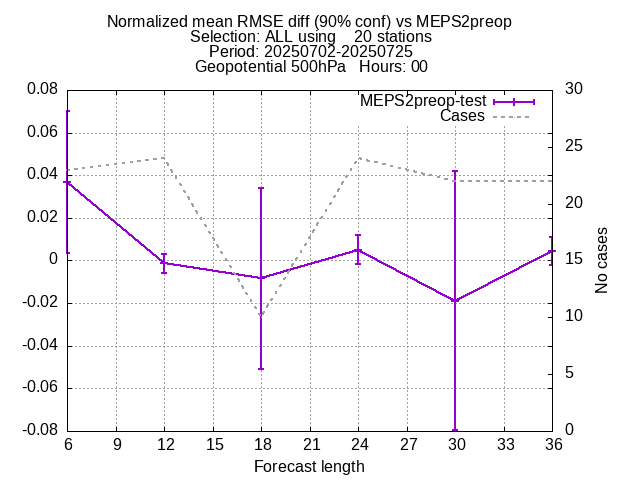 Normalized mean RMSE diff (90% conf) vs MEPS2preop
Selection: ALL using    20 stations
Period: 20250702-20250725
Geopotential 500hPa   Hours: 00
MEPS2preop-test
Cases
0.08
0.06
0.04
0.02
0
-0.02
-0.04
-0.06
-0.08
30
25
20
15
10
5
0
No cases
6 9 12 15 18 21 24 27 30 33 36
Forecast length